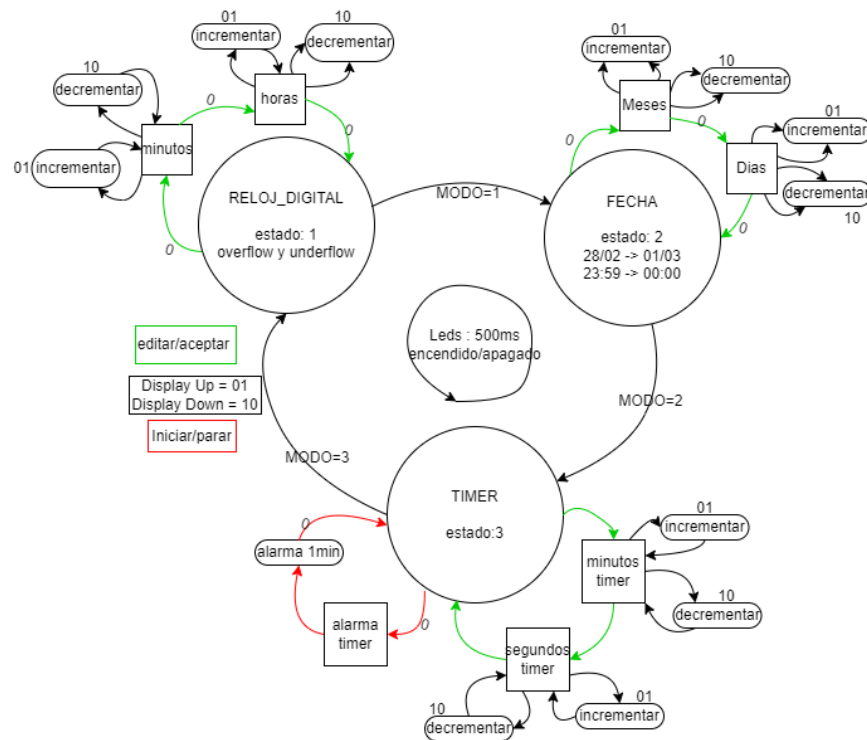 01
incrementar
10
decrementar
horas
10
decrementar
0
0
minutos
01 incrementar
0
RELOJ_DIGITAL
estado: 1
overflow y underflow
MODO=1
01
incrementar
10
decrementar
Meses
0
0
01
incrementar
Dias
decrementar
10
0
FECHA
estado: 2
28/02 -> 01/03
23:59 -> 00:00
Leds : 500ms
encendido/apagado
editar/aceptar
Display Up = 01
Display Down = 10
Iniciar/parar
MODO=2
MODO=3
TIMER
estado:3
0
alarma 1min
alarma
timer
0
minutos
timer
01
incrementar
10
decrementar
segundos
timer
10
decrementar
01
incrementar